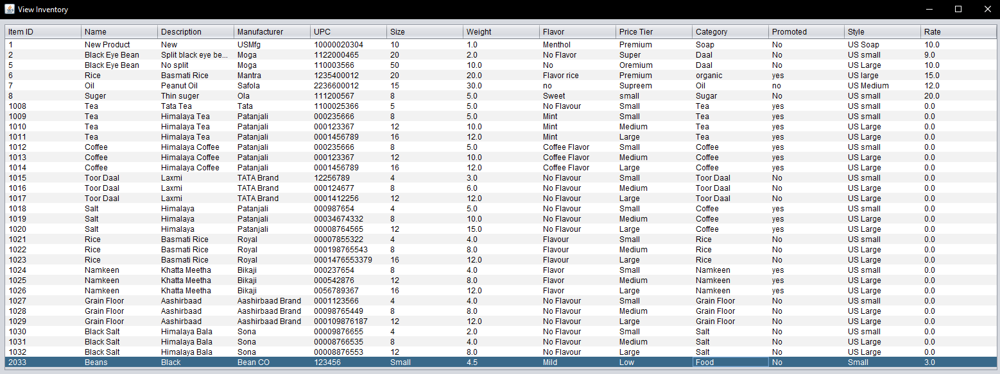 View Inventory
Item ID Name Description Manufacturer UPC Size Weight Flavor Price Tier Category Promoted Style Rate
1 New Product New USMfg 10000020304 10 1.0 Menthol Premium Soap No US Soap 10.0
2 Black Eye Bean Split black eye be... Moga 1122000465 20 2.0 No Flavor Super Daal No US small 9.0
5 Black Eye Bean No split Moga 110003566 50 10.0 No Oremium Daal No US Large 10.0
6 Rice Basmati Rice Mantra 1235400012 20 20.0 Flavor rice Premium organic yes US large 15.0
7 Oil Peanut Oil Safola 2236600012 15 30.0 no Supreem Oil no US Medium 12.0
8 Suger Thin suger Ola 111200567 8 5.0 Sweet small Sugar No US small 20.0
1008 Tea Tata Tea Tata 1100025366 5 5.0 No Flavour Small Tea yes US small 0.0
1009 Tea Himalaya Tea Patanjali 000235666 8 5.0 Mint Small Tea yes US small 0.0
1010 Tea Himalaya Tea Patanjali 000123367 12 10.0 Mint Medium Tea yes US Large 0.0
1011 Tea Himalaya Tea Patanjali 0001456789 16 12.0 Mint Large Tea yes US Large 0.0
1012 Coffee Himalaya Coffee Patanjali 000235666 8 5.0 Coffee Flavor Small Coffee yes US small 0.0
1013 Coffee Himalaya Coffee Patanjali 000123367 12 10.0 Coffee Flavor Medium Coffee yes US Large 0.0
1014 Coffee Himalaya Coffee Patanjali 0001456789 16 12.0 Coffee Flavor Large Coffee yes US Large 0.0
1015 Toor Daal Laxmi TATA Brand 12256789 4 3.0 No Flavour Small Toor Daal No US small 0.0
1016 Toor Daal Laxmi TATA Brand 000124677 8 6.0 No Flavour Medium Toor Daal No US Large 0.0
1017 Toor Daal Laxmi TATA Brand 0001412256 12 12.0 No Flavour Large Toor Daal No US Large 0.0
1018 Salt Himalaya Patanjali 000987654 4 5.0 No Flavour Small Coffee yes US small 0.0
1019 Salt Himalaya Patanjali 00034674332 8 10.0 No Flavour Medium Coffee yes US Large 0.0
1020 Salt Himalaya Patanjali 00008764565 12 15.0 No Flavour Large Coffee yes US Large 0.0
1021 Rice Basmati Rice Royal 00007855322 4 4.0 Flavour Small Rice No US small 0.0
1022 Rice Basmati Rice Royal 000198765543 8 8.0 Flavour Medium Rice No US Large 0.0
1023 Rice Basmati Rice Royal 0001476553379 16 12.0 Flavour Large Rice No US Large 0.0
1024 Namkeen Khatta Meetha Bikaji 000237654 8 4.0 Flavor Small Namkeen yes US small 0.0
1025 Namkeen Khatta Meetha Bikaji 000542876 12 8.0 Flavor Medium Namkeen yes US Large 0.0
1026 Namkeen Khatta Meetha Bikaji 0056789367 16 12.0 Flavor Large Namkeen yes US Large 0.0
1027 Grain Floor Aashirbaad Aashirbaad Brand 0001123566 4 4.0 No Flavour Small Grain Floor No US small 0.0
1028 Grain Floor Aashirbaad Aashirbaad Brand 00098765449 8 8.0 No Flavour Medium Grain Floor No US Large 0.0
1029 Grain Floor Aashirbaad Aashirbaad Brand 000109876187 12 12.0 No Flavour Large Grain Floor No US Large 0.0
1030 Black Salt Himalaya Bala Sona 00009876655 4 2.0 No Flavour Small Salt No US small 0.0
1031 Black Salt Himalaya Bala Sona 00008766535 8 4.0 No Flavour Medium Salt No US Large 0.0
1032 Black Salt Himalaya Bala Sona 00008876553 12 8.0 No Flavour Large Salt No US Large 0.0
2033 Beans Black Bean CO 123456 Small 4.5 Mild Low Food No Small 3.0